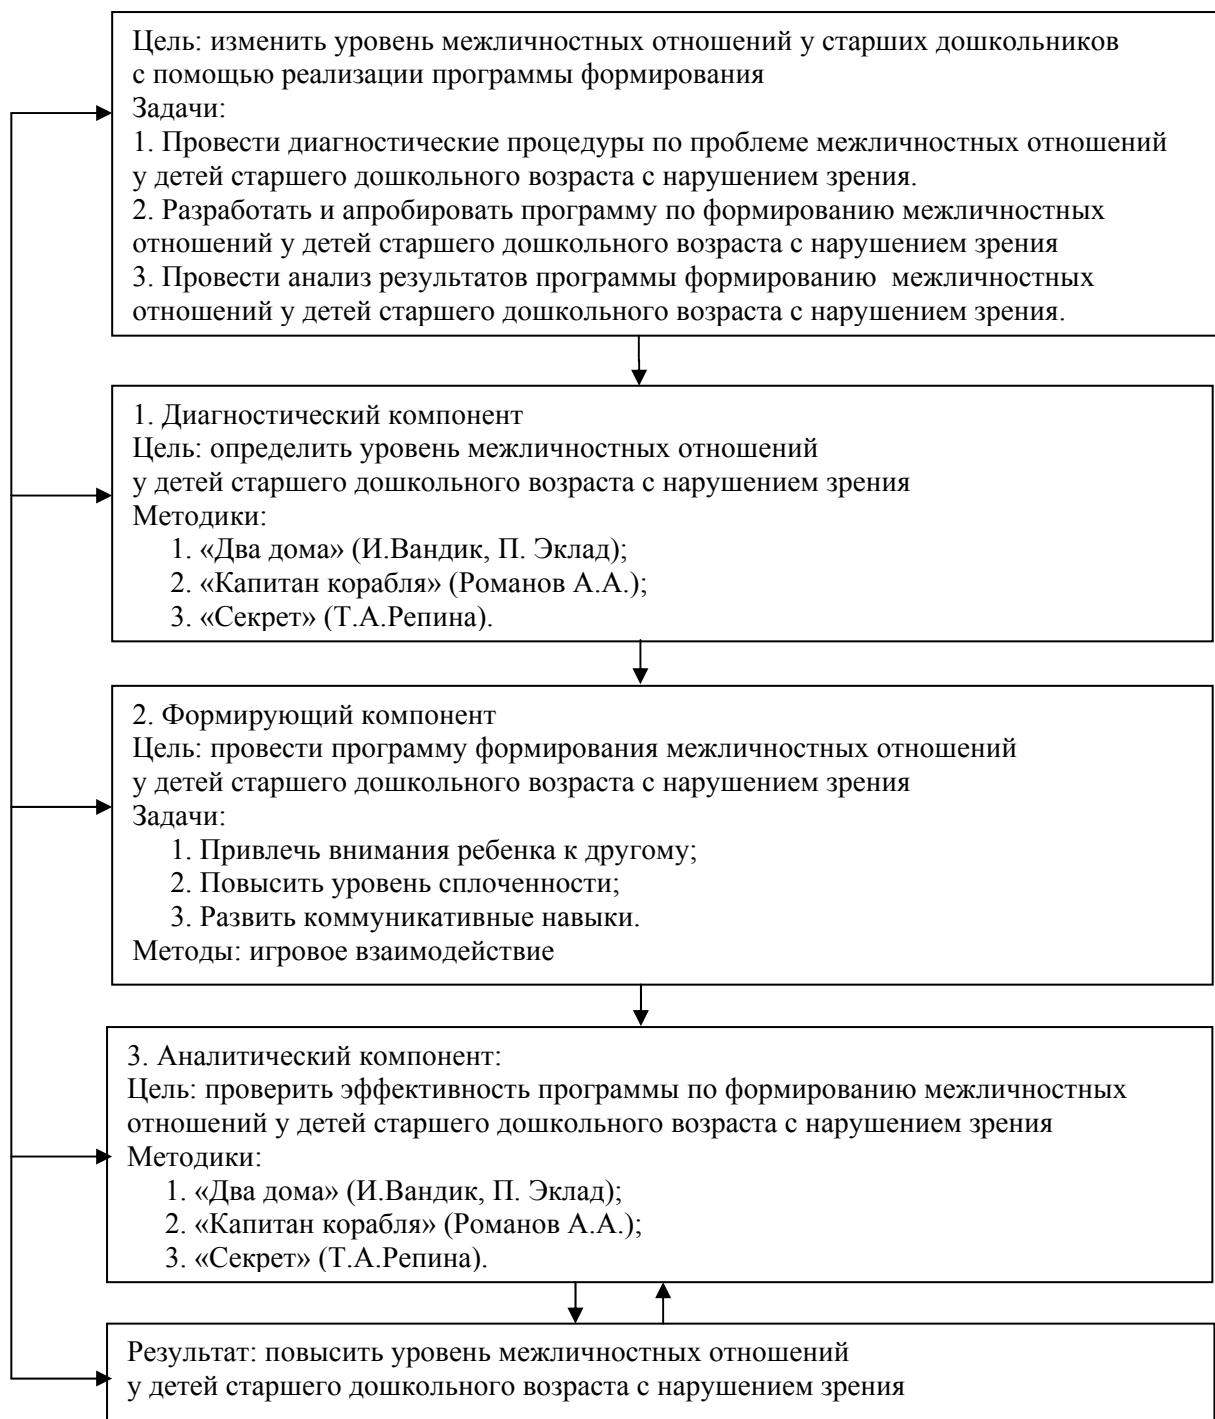 Цель: изменить уровень межличностных отношений у старших дошкольников
с помощью реализации программы формирования
Задачи:
1. Провести диагностические процедуры по проблеме межличностных отношений
у детей старшего дошкольного возраста с нарушением зрения.
2. Разработать и апробировать программу по формированию межличностных
отношений у детей старшего дошкольного возраста с нарушением зрения
3. Провести анализ результатов программы формированию  межличностных
отношений у детей старшего дошкольного возраста с нарушением зрения.
1. Диагностический компонент
Цель: определить уровень межличностных отношений
у детей старшего дошкольного возраста с нарушением зрения
Методики:
1. «Два дома» (И.Вандик, П. Эклад);
2. «Капитан корабля» (Романов А.А.);
3. «Секрет» (Т.А.Репина).
2. Формирующий компонент
Цель: провести программу формирования межличностных отношений
у детей старшего дошкольного возраста с нарушением зрения
Задачи:
1. Привлечь внимания ребенка к другому;
2. Повысить уровень сплоченности;
3. Развить коммуникативные навыки.
Методы: игровое взаимодействие
3. Аналитический компонент:
Цель: проверить эффективность программы по формированию межличностных
отношений у детей старшего дошкольного возраста с нарушением зрения
Методики:
1. «Два дома» (И.Вандик, П. Эклад);
2. «Капитан корабля» (Романов А.А.);
3. «Секрет» (Т.А.Репина).
Результат: повысить уровень межличностных отношений
у детей старшего дошкольного возраста с нарушением зрения